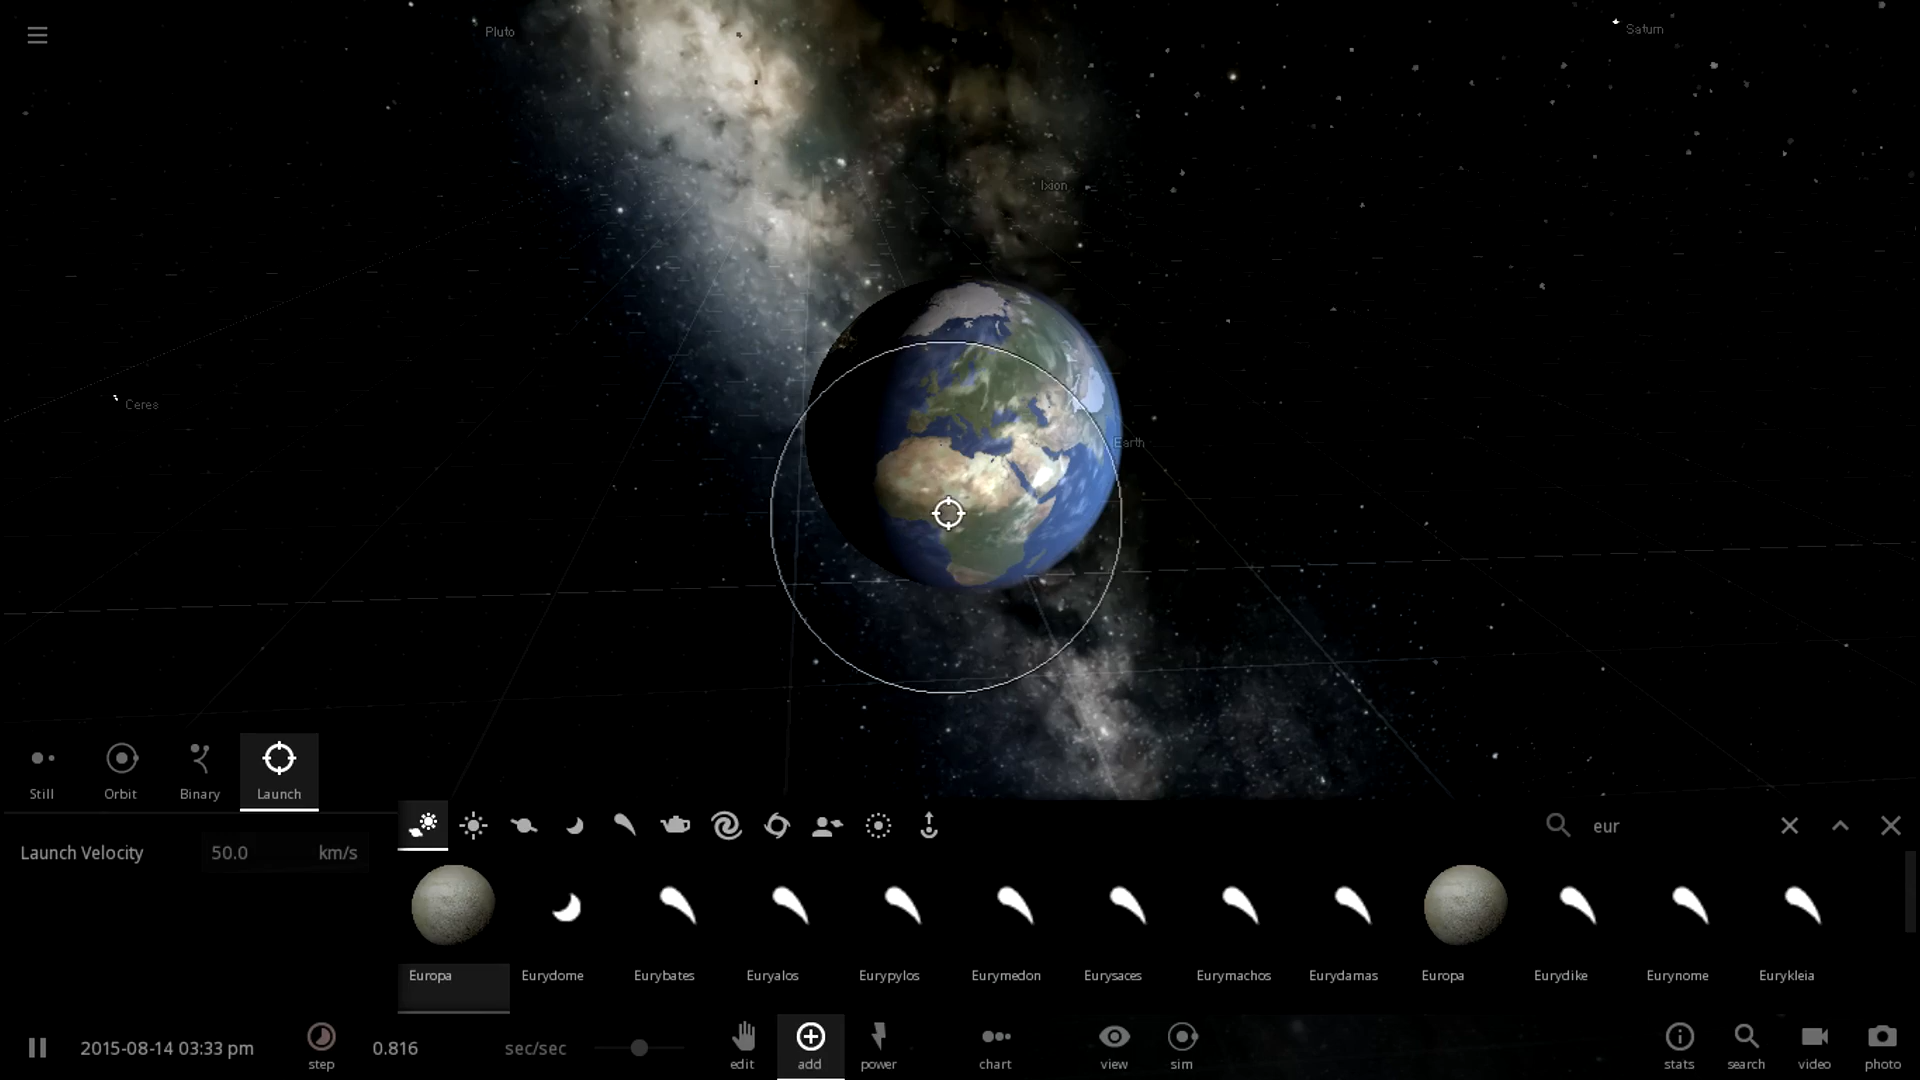 Pluto
Saturn
Ixion
Ceres
Earth
Still
Orbit
Binary
Launch
Launch Velocity 50.0 km/s
eur
Europa
Eurydome
Eurybates
Euryalos
Eurypylos
Eurymedon
Eurysaces
Eurymachos
Eurydamas
Europa
Eurydike
Eurynome
Eurykleia
2015-08-14 03:33 pm
step
0.816 sec/sec
edit
add
power
chart
view
sim
stats
search
video
photo